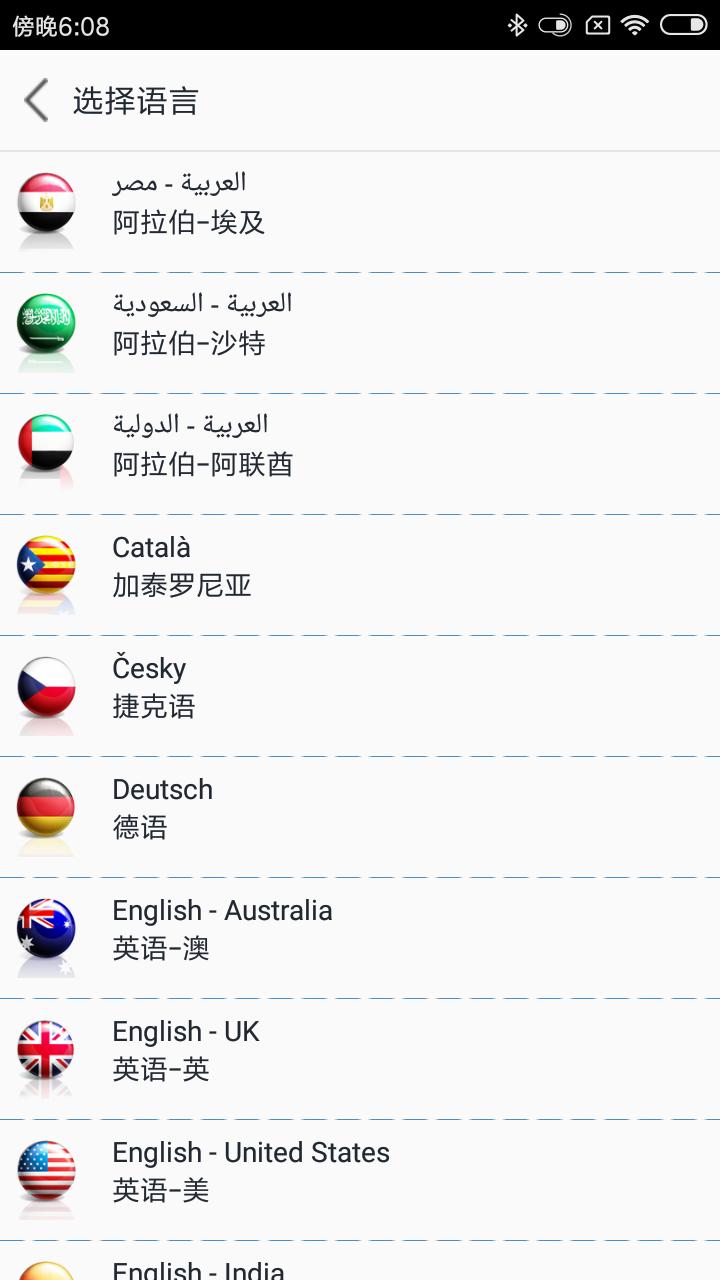 傍晚6:08
选择语言
العربية - مصر
阿拉伯-埃及
العربية - السعودية
阿拉伯-沙特
العربية - الدولية
阿拉伯-阿联酋
Català
加泰罗尼亚
Česky
捷克语
Deutsch
德语
English - Australia
英语-澳
English - UK
英语-英
English - United States
英语-美
English - India